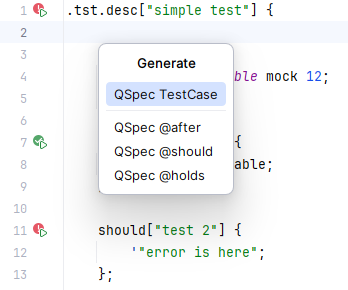 1 .tst.desc["simple test"] {
2
Generate
4 ble mock 12;
QSpec TestCase
5
6
QSpec @after
7 {
QSpec @should
8 able;
QSpec @holds
9
10
11 should["test 2"] {
12 '"error is here";
13 };